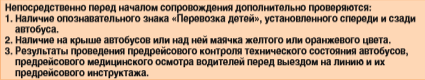 Непосредственно перед началом сопровождения дополнительно проверяются:
1. Наличие опознавательного знака «Перевозка детей», установленного спереди и сзади
автобуса.
2. Наличие на крыше автобусов или над ней маячка желтого или оранжевого цвета.
3. Результаты проведения предрейсового контроля технического состояния автобусов,
предрейсового медицинского осмотра водителей перед выездом на линию и их
предрейсового инструктажа.